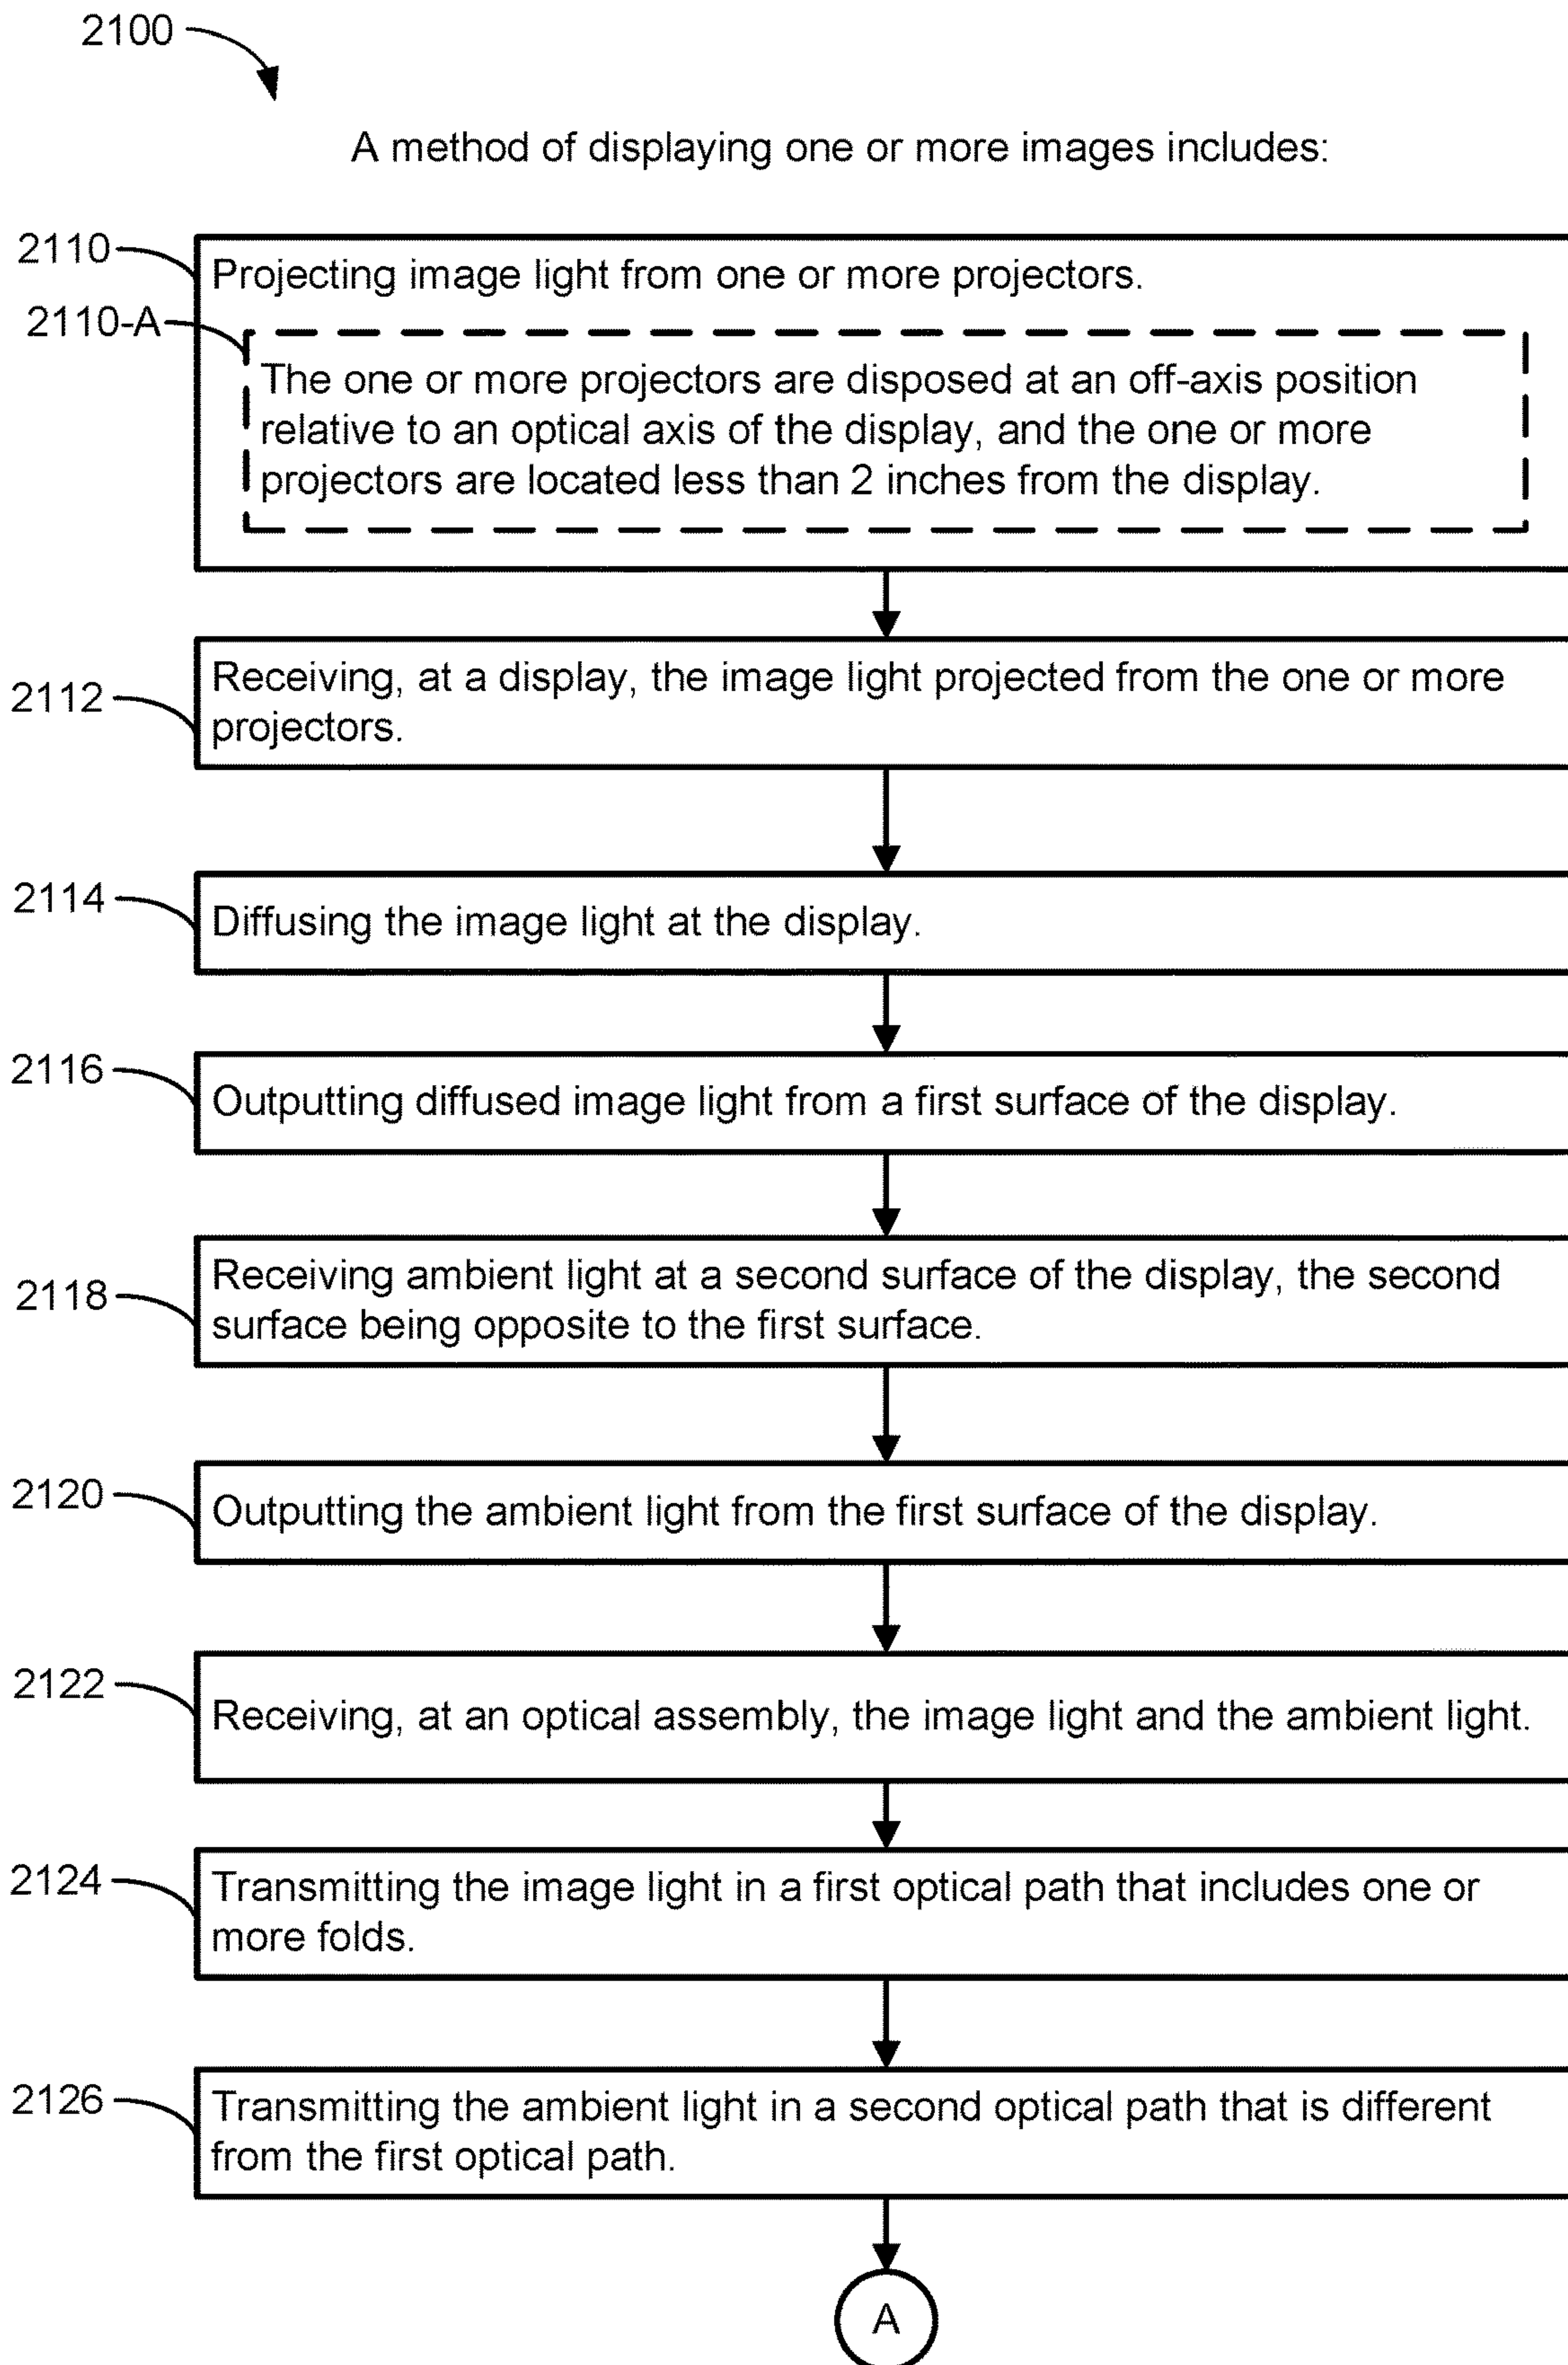 2100
A method of displaying one or more images includes:
2110
Projecting image light from one or more projectors.
2110-A
The one or more projectors are disposed at an off-axis position
relative to an optical axis of the display, and the one or more
projectors are located less than 2 inches from the display.
2112
Receiving, at a display, the image light projected from the one or more
projectors.
2114
Diffusing the image light at the display.
2116
Outputting diffused image light from a first surface of the display.
2118
Receiving ambient light at a second surface of the display, the second
surface being opposite to the first surface.
2120
Outputting the ambient light from the first surface of the display.
2122
Receiving, at an optical assembly, the image light and the ambient light.
2124
Transmitting the image light in a first optical path that includes one or
more folds.
2126
Transmitting the ambient light in a second optical path that is different
from the first optical path.
A